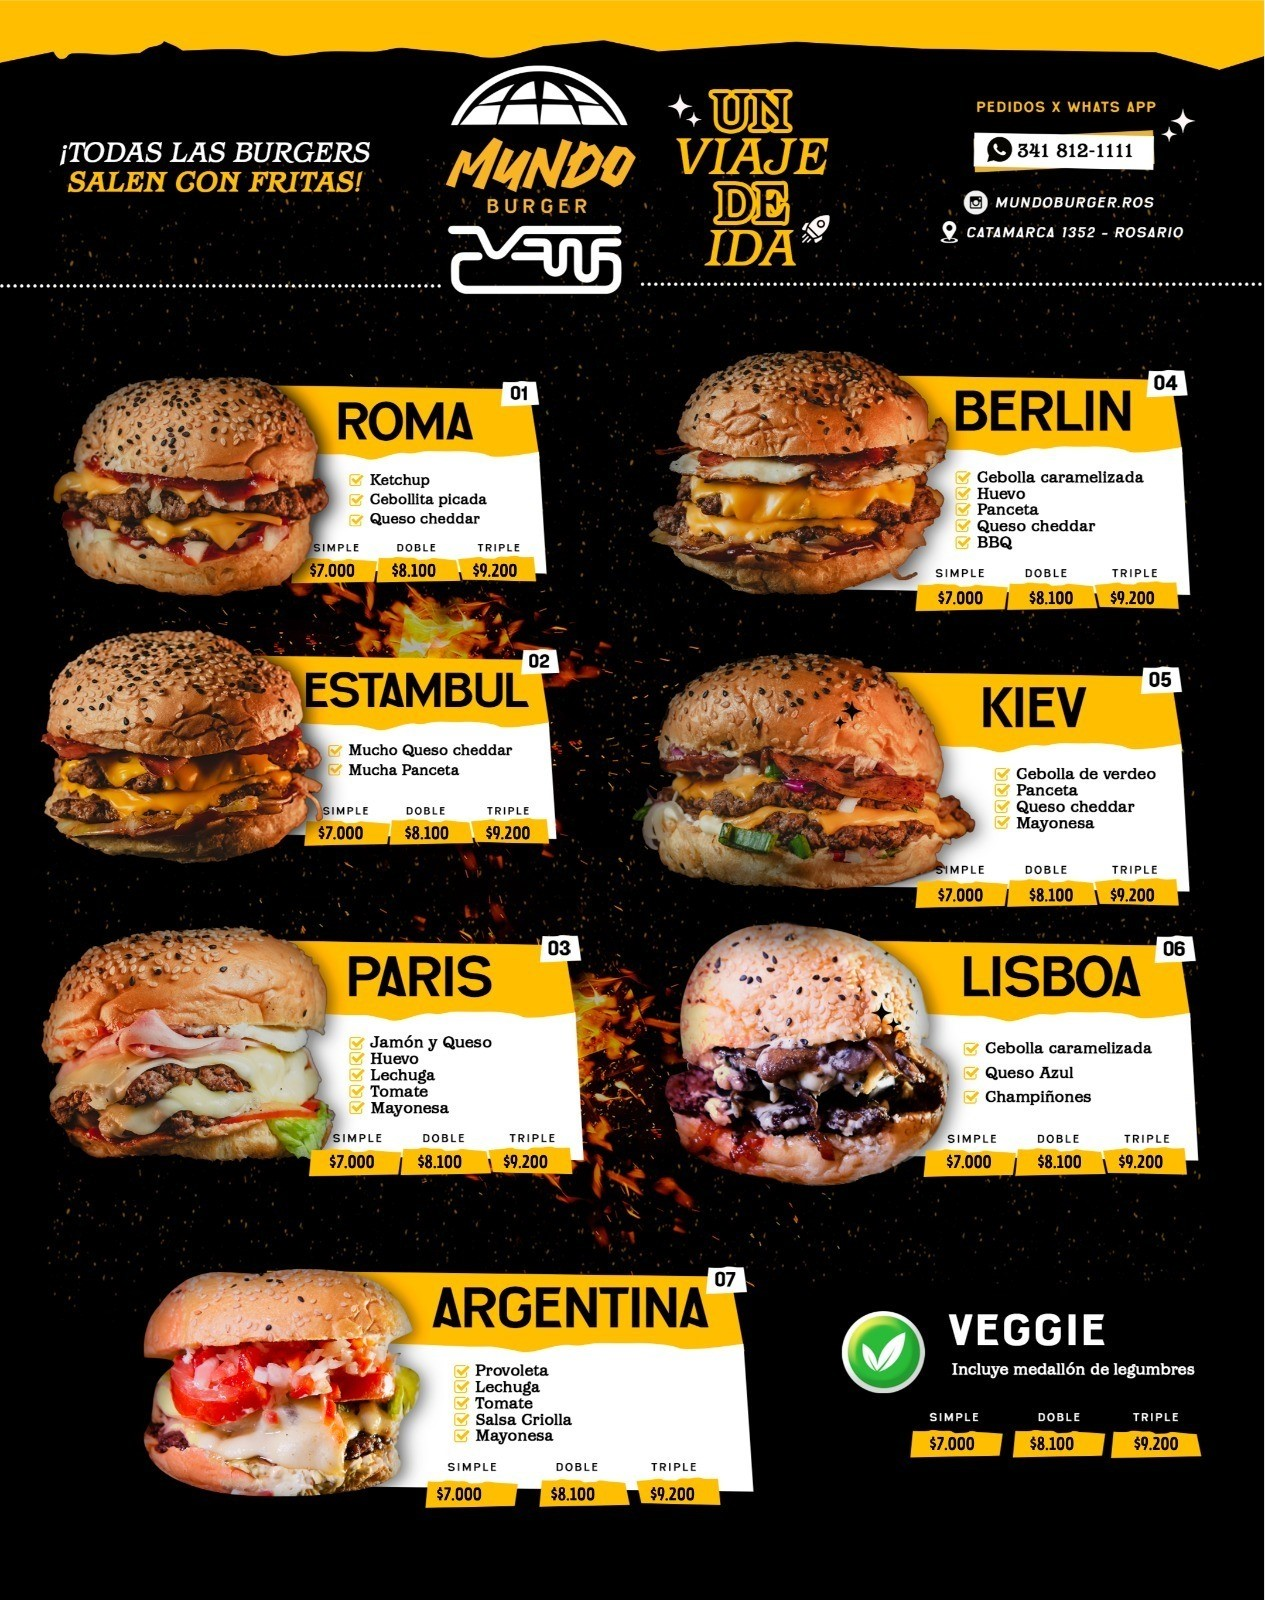 ¡TODAS LAS BURGERS
SALEN CON FRITAS!
MUNDO
BURGER
UN
VIAJE
DE
IDA
PEDIDOS X WHATS APP
341 812-1111
MUNDOBURGER.ROS
CATAMARCA 1352 - ROSARIO
01
ROMA
Ketchup
Cebollita picada
Queso cheddar
SIMPLE DOBLE TRIPLE
$7.000 $8.100 $9.200
02
ESTAMBUL
Mucho Queso cheddar
Mucha Panceta
SIMPLE DOBLE TRIPLE
$7.000 $8.100 $9.200
03
PARIS
Jamón y Queso
Huevo
Lechuga
Tomate
Mayonesa
SIMPLE DOBLE TRIPLE
$7.000 $8.100 $9.200
04
BERLIN
Cebolla caramelizada
Huevo
Panceta
Queso cheddar
BBQ
SIMPLE DOBLE TRIPLE
$7.000 $8.100 $9.200
05
KIEV
Cebolla de verdeo
Panceta
Queso cheddar
Mayonesa
SIMPLE DOBLE TRIPLE
$7.000 $8.100 $9.200
06
LISBOA
Cebolla caramelizada
Queso Azul
Champiñones
SIMPLE DOBLE TRIPLE
$7.000 $8.100 $9.200
07
ARGENTINA
Provoleta
Lechuga
Tomate
Salsa Criolla
Mayonesa
SIMPLE DOBLE TRIPLE
$7.000 $8.100 $9.200
VEGGIE
Incluye medallón de legumbres
SIMPLE DOBLE TRIPLE
$7.000 $8.100 $9.200